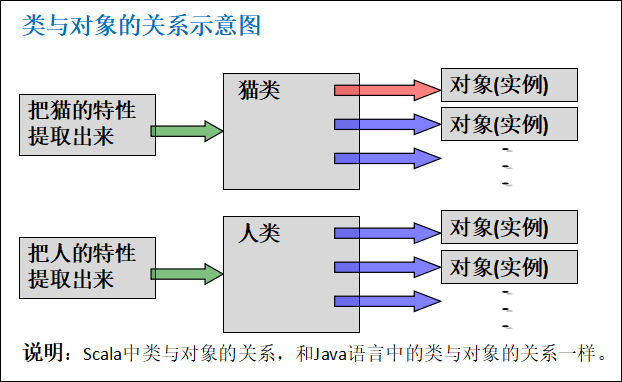 类与对象的关系示意图
把猫的特性
提取出来
猫类
对象(实例)
对象(实例)
把人的特性
提取出来
人类
对象(实例)
对象(实例)
说明：Scala中类与对象的关系，和Java语言中的类与对象的关系一样。